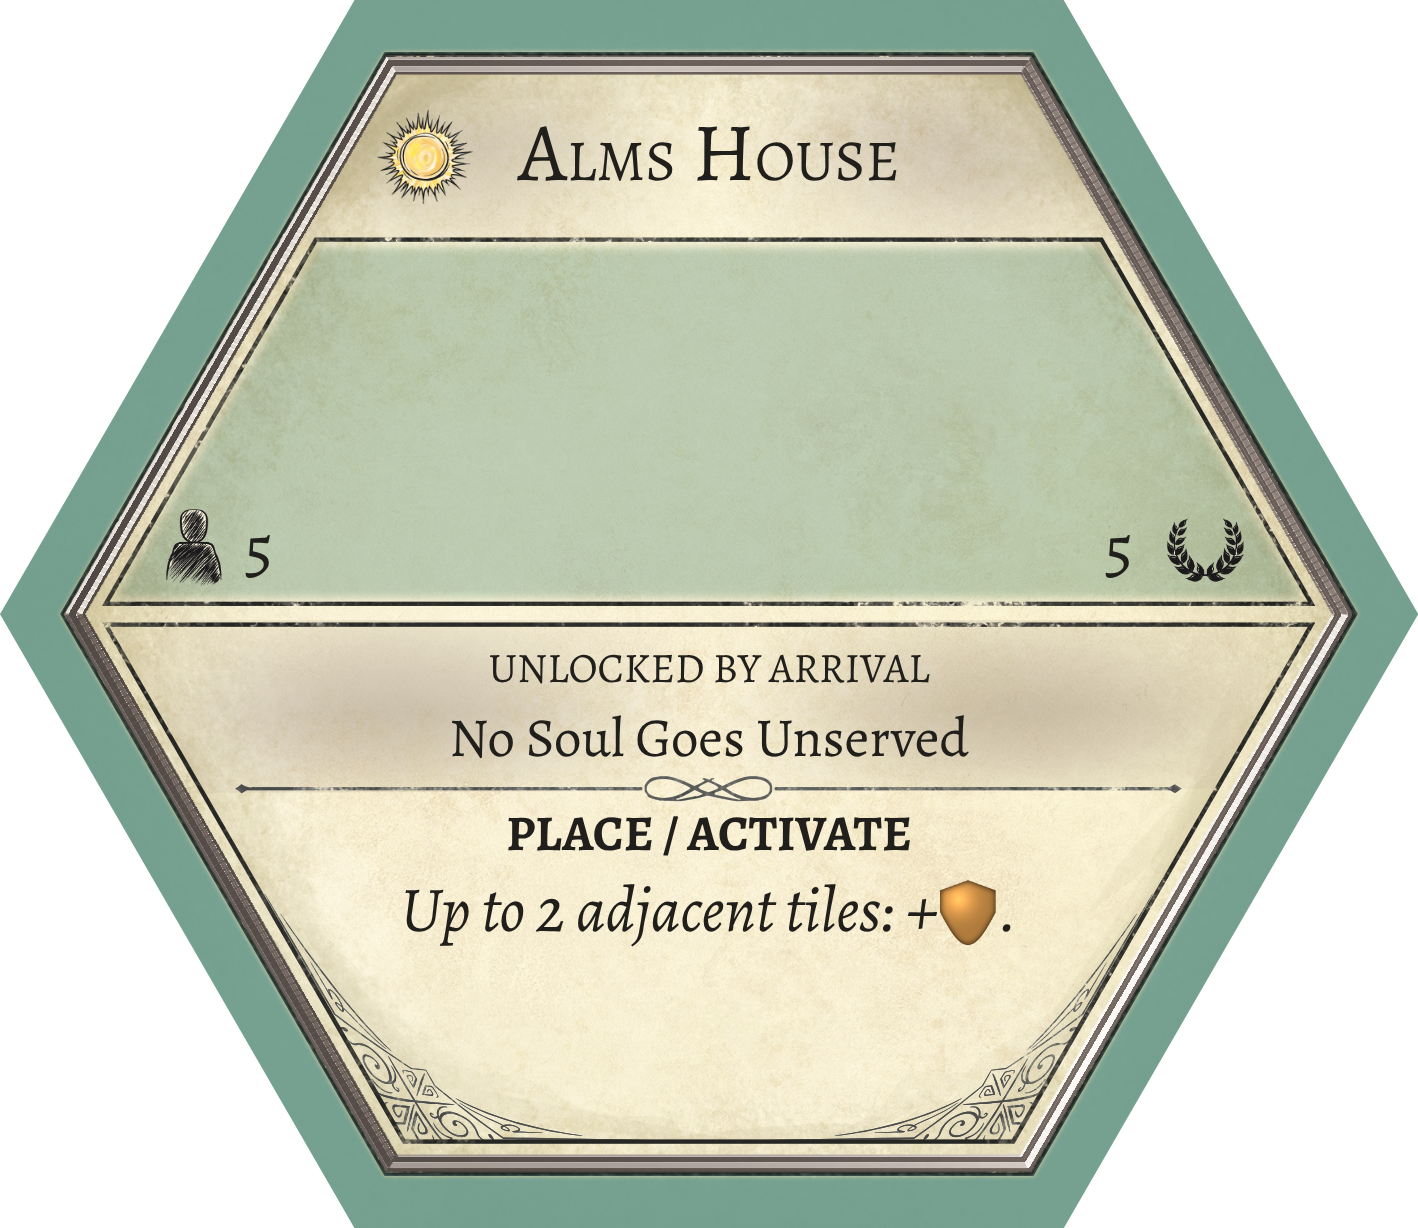 Alms House
5
5
UNLOCKED BY ARRIVAL
No Soul Goes Unserved
PLACE / ACTIVATE
Up to 2 adjacent tiles: + .